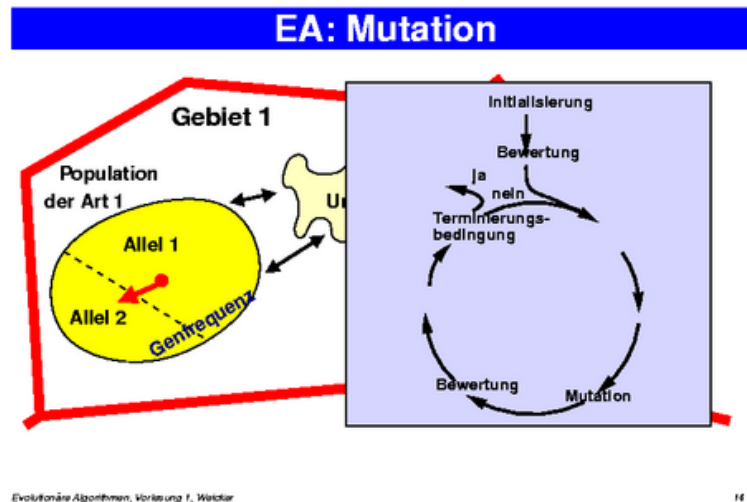 EA: Mutation
Gebiet 1
Population
der Art 1
Allel 1
Allel 2
Genfrequenz
Initialisierung
Bewertung
ja
nein
Terminierungs-
bedingung
Bewertung
Mutation
Evolutionäre Algorithmen, Vorlesung 1, Weicker